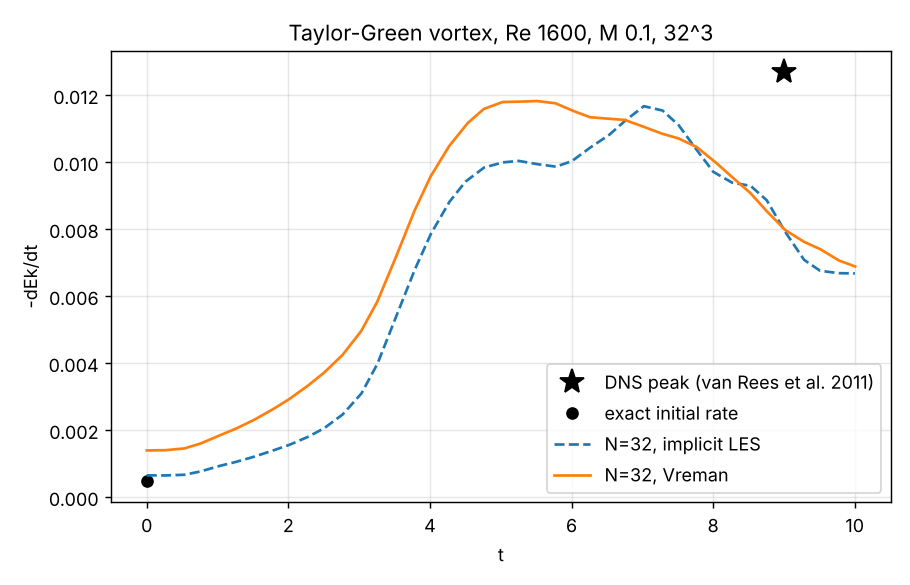 Taylor-Green vortex, Re 1600, M 0.1, 32^3
-dEk/dt
0.012
0.010
0.008
0.006
0.004
0.002
0.000
DNS peak (van Rees et al. 2011)
exact initial rate
N=32, implicit LES
N=32, Vreman
0 2 4 6 8 10
t